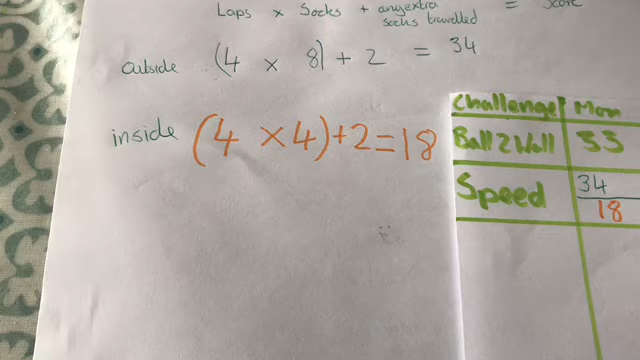 Laps x Socks + any extra = Score
socks travelled
outside (4 x 8) + 2 = 34
inside (4 x 4) + 2 = 18
Challenge Mon
Ball 2 Wall 55
Speed 34
18